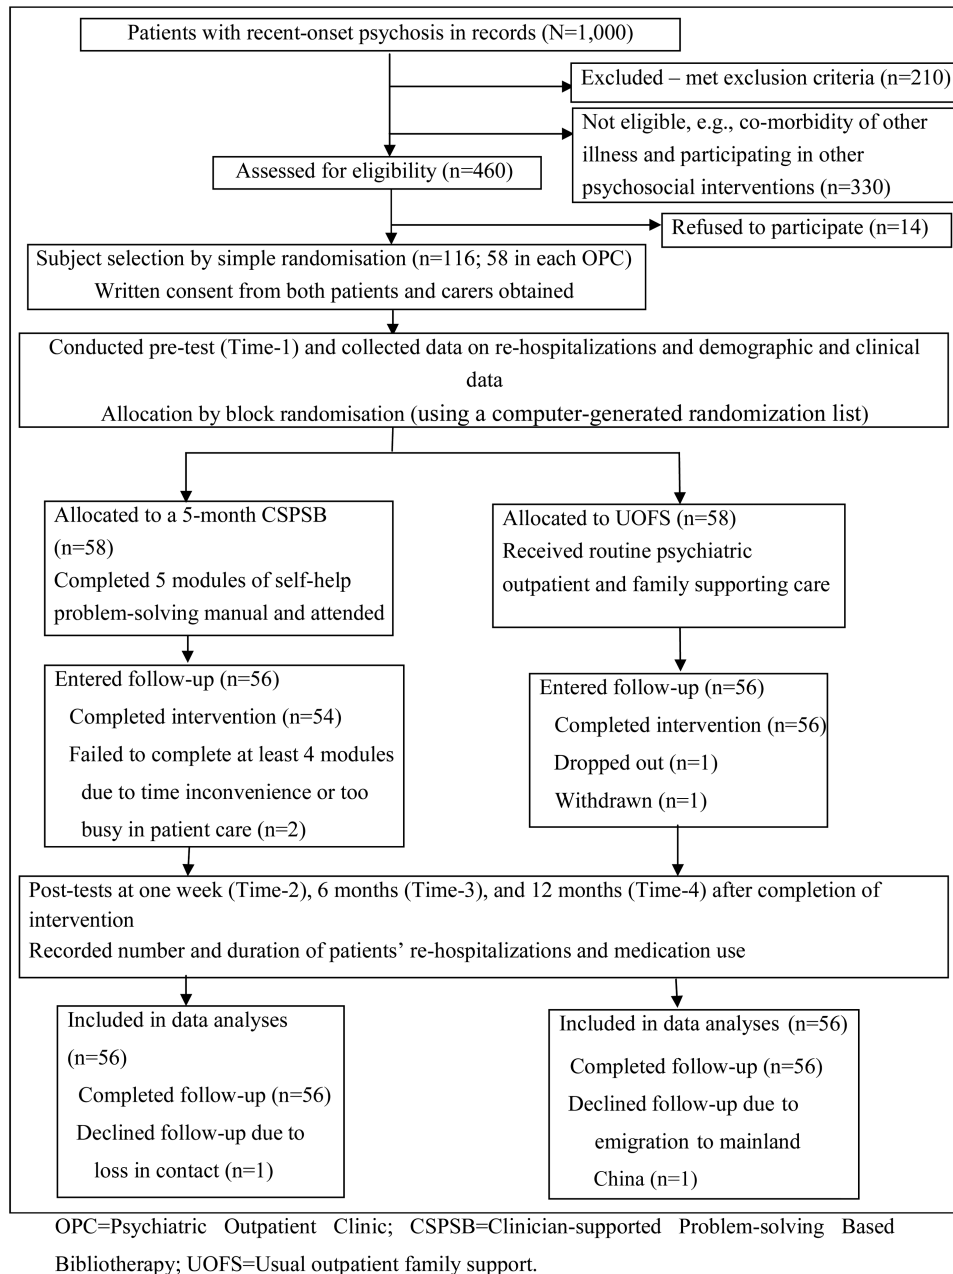 Patients with recent-onset psychosis in records (N=1,000)
Excluded – met exclusion criteria (n=210)
Not eligible, e.g., co-morbidity of other
illness and participating in other
psychosocial interventions (n=330)
Assessed for eligibility (n=460)
Refused to participate (n=14)
Subject selection by simple randomisation (n=116; 58 in each OPC)
Written consent from both patients and carers obtained
Conducted pre-test (Time-1) and collected data on re-hospitalizations and demographic and clinical
data
Allocation by block randomisation (using a computer-generated randomization list)
Allocated to a 5-month CSPSB
(n=58)
Completed 5 modules of self-help
problem-solving manual and attended
Allocated to UOFS (n=58)
Received routine psychiatric
outpatient and family supporting care
Entered follow-up (n=56)
Completed intervention (n=54)
Failed to complete at least 4 modules
due to time inconvenience or too
busy in patient care (n=2)
Entered follow-up (n=56)
Completed intervention (n=56)
Dropped out (n=1)
Withdrawn (n=1)
Post-tests at one week (Time-2), 6 months (Time-3), and 12 months (Time-4) after completion of
intervention
Recorded number and duration of patients' re-hospitalizations and medication use
Included in data analyses
(n=56)
Completed follow-up (n=56)
Declined follow-up due to
loss in contact (n=1)
Included in data analyses (n=56)
Completed follow-up (n=56)
Declined follow-up due to
emigration to mainland
China (n=1)
OPC=Psychiatric Outpatient Clinic; CSPSB=Clinician-supported Problem-solving Based
Bibliotherapy; UOFS=Usual outpatient family support.